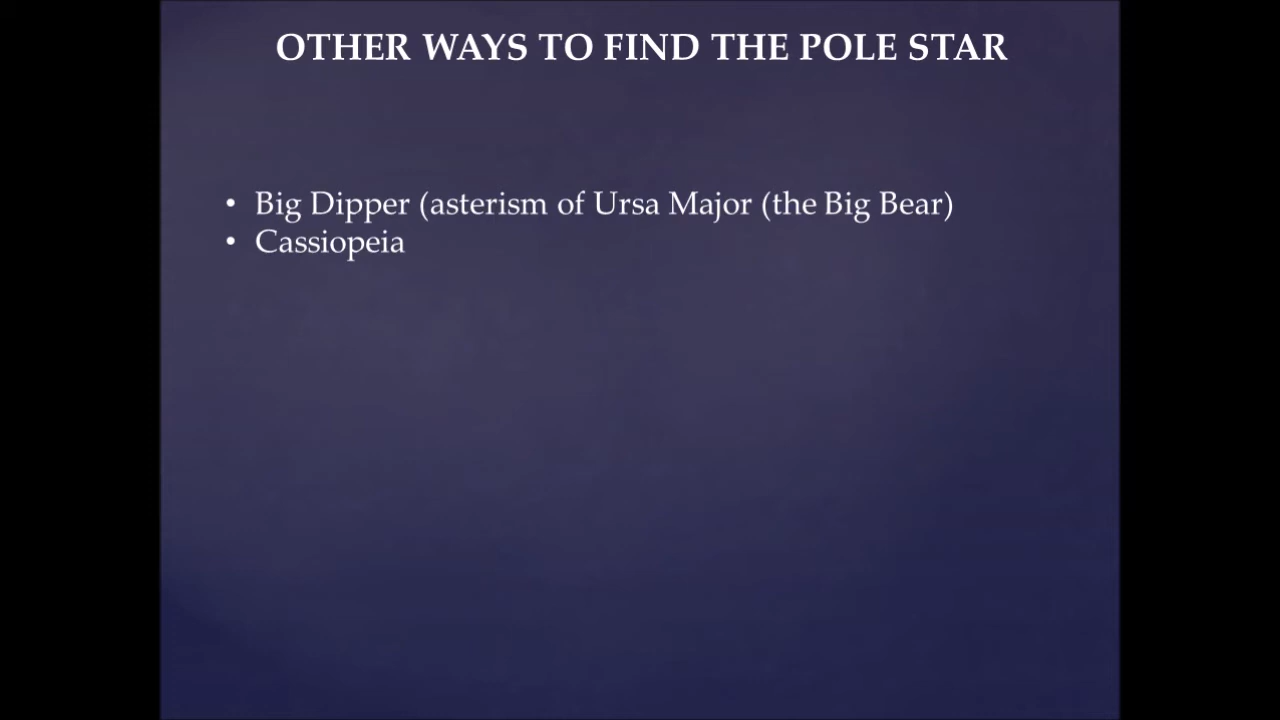 OTHER WAYS TO FIND THE POLE STAR
• Big Dipper (asterism of Ursa Major (the Big Bear)
• Cassiopeia